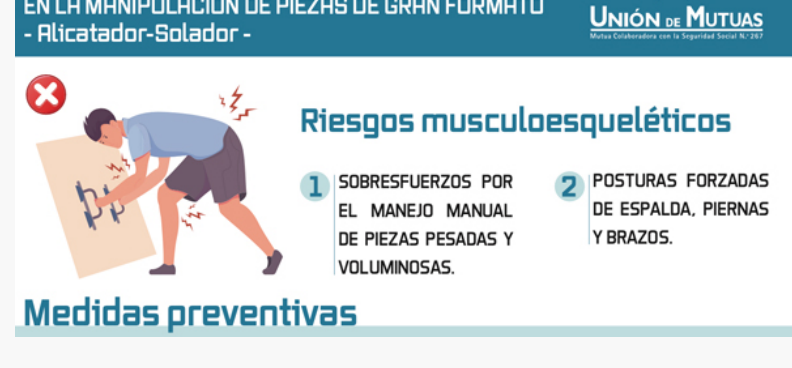 EN LA MANIPULACIÓN DE PIEZAS DE GRAN FORMATO
- Alicatador-Solador -
UNIÓN DE MUTUAS
Mutua Colaboradora con la Seguridad Social N.º 267
Riesgos musculoesqueléticos
1 SOBRESFUERZOS POR
EL MANEJO MANUAL
DE PIEZAS PESADAS Y
VOLUMINOSAS.
2 POSTURAS FORZADAS
DE ESPALDA, PIERNAS
Y BRAZOS.
Medidas preventivas